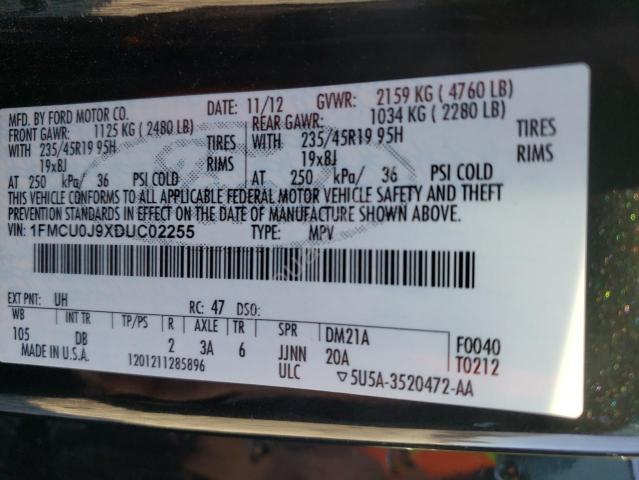 MFD. BY FORD MOTOR CO. DATE: 11/12 GVWR: 2159 KG ( 4760 LB)
FRONT GAWR: 1125 KG ( 2480 LB) REAR GAWR: 1034 KG ( 2280 LB)
WITH 235/45R19 95H TIRES WITH 235/45R19 95H TIRES
19x8J RIMS 19x8J RIMS
AT 250 kPa/ 36 PSI COLD AT 250 kPa/ 36 PSI COLD
THIS VEHICLE CONFORMS TO ALL APPLICABLE FEDERAL MOTOR VEHICLE SAFETY AND THEFT
PREVENTION STANDARDS IN EFFECT ON THE DATE OF MANUFACTURE SHOWN ABOVE.
VIN: 1FMCU0J9XDUC02255 TYPE: MPV
EXT PNT: UH RC: 47 DSO:
WB INT TR TP/PS R AXLE TR SPR DM21A F0040
105 DB 2 3A 6 JJNN 20A T0212
MADE IN U.S.A. 1201211285896 ULC ▽5U5A-3520472-AA